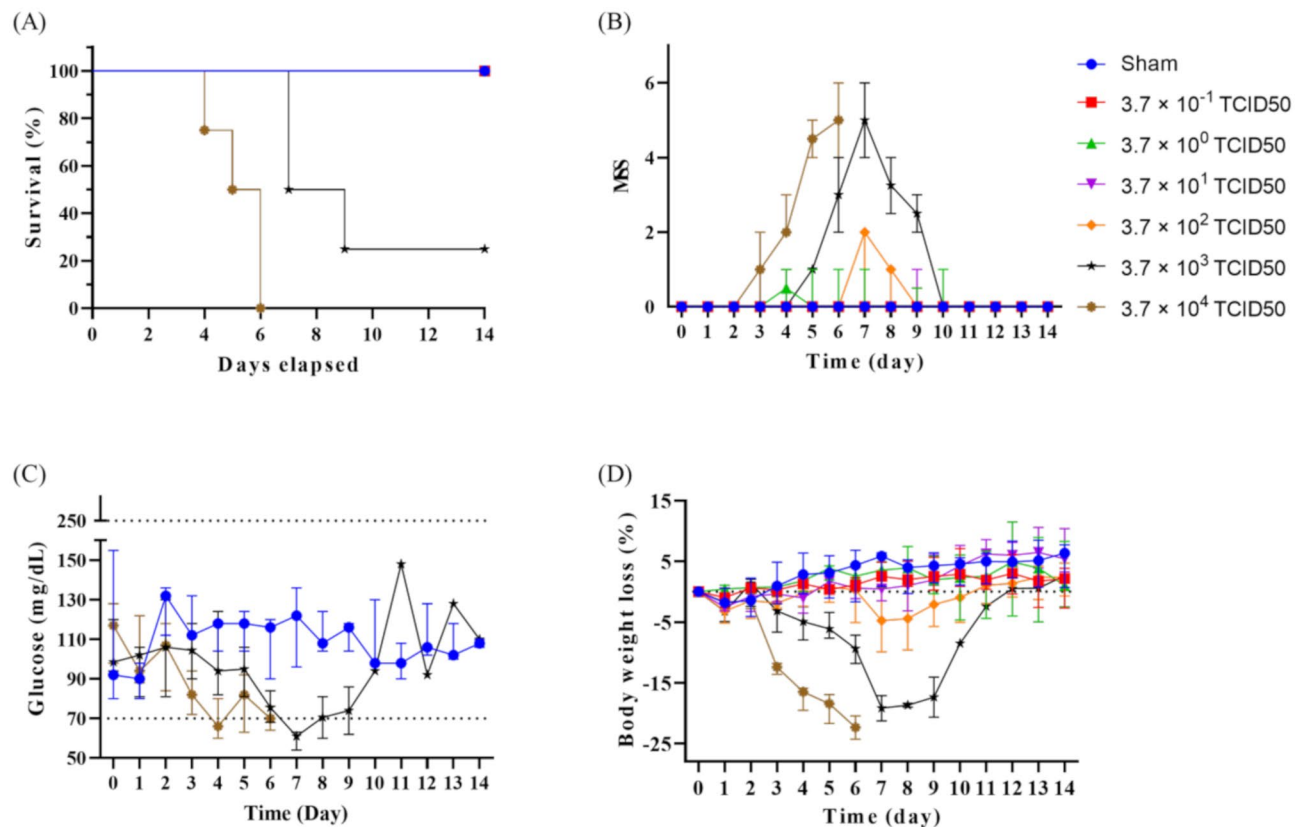 (A)
Survival (%)
100
80
60
40
20
0
0 2 4 6 8 10 12 14
Days elapsed
(B)
MSS
6
4
2
0
0 1 2 3 4 5 6 7 8 9 10 11 12 13 14
Time (day)
Sham
3.7 × 10⁻¹ TCID50
3.7 × 10⁰ TCID50
3.7 × 10¹ TCID50
3.7 × 10² TCID50
3.7 × 10³ TCID50
3.7 × 10⁴ TCID50
(C)
Glucose (mg/dL)
250
150
130
110
90
70
50
0 1 2 3 4 5 6 7 8 9 10 11 12 13 14
Time (Day)
(D)
Body weight loss (%)
15
5
-5
-15
-25
0 1 2 3 4 5 6 7 8 9 10 11 12 13 14
Time (day)